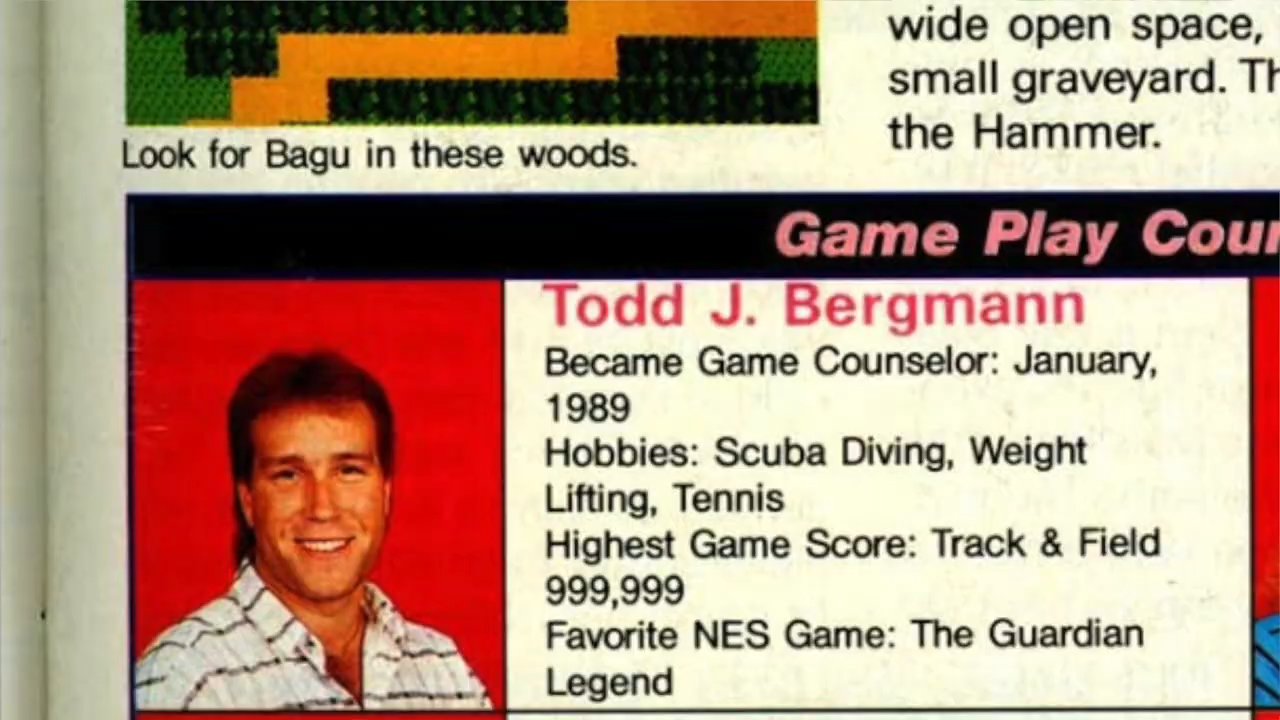 wide open space,
small graveyard. Th
the Hammer.
Look for Bagu in these woods.
Game Play Coun
Todd J. Bergmann
Became Game Counselor: January,
1989
Hobbies: Scuba Diving, Weight
Lifting, Tennis
Highest Game Score: Track & Field
999,999
Favorite NES Game: The Guardian
Legend